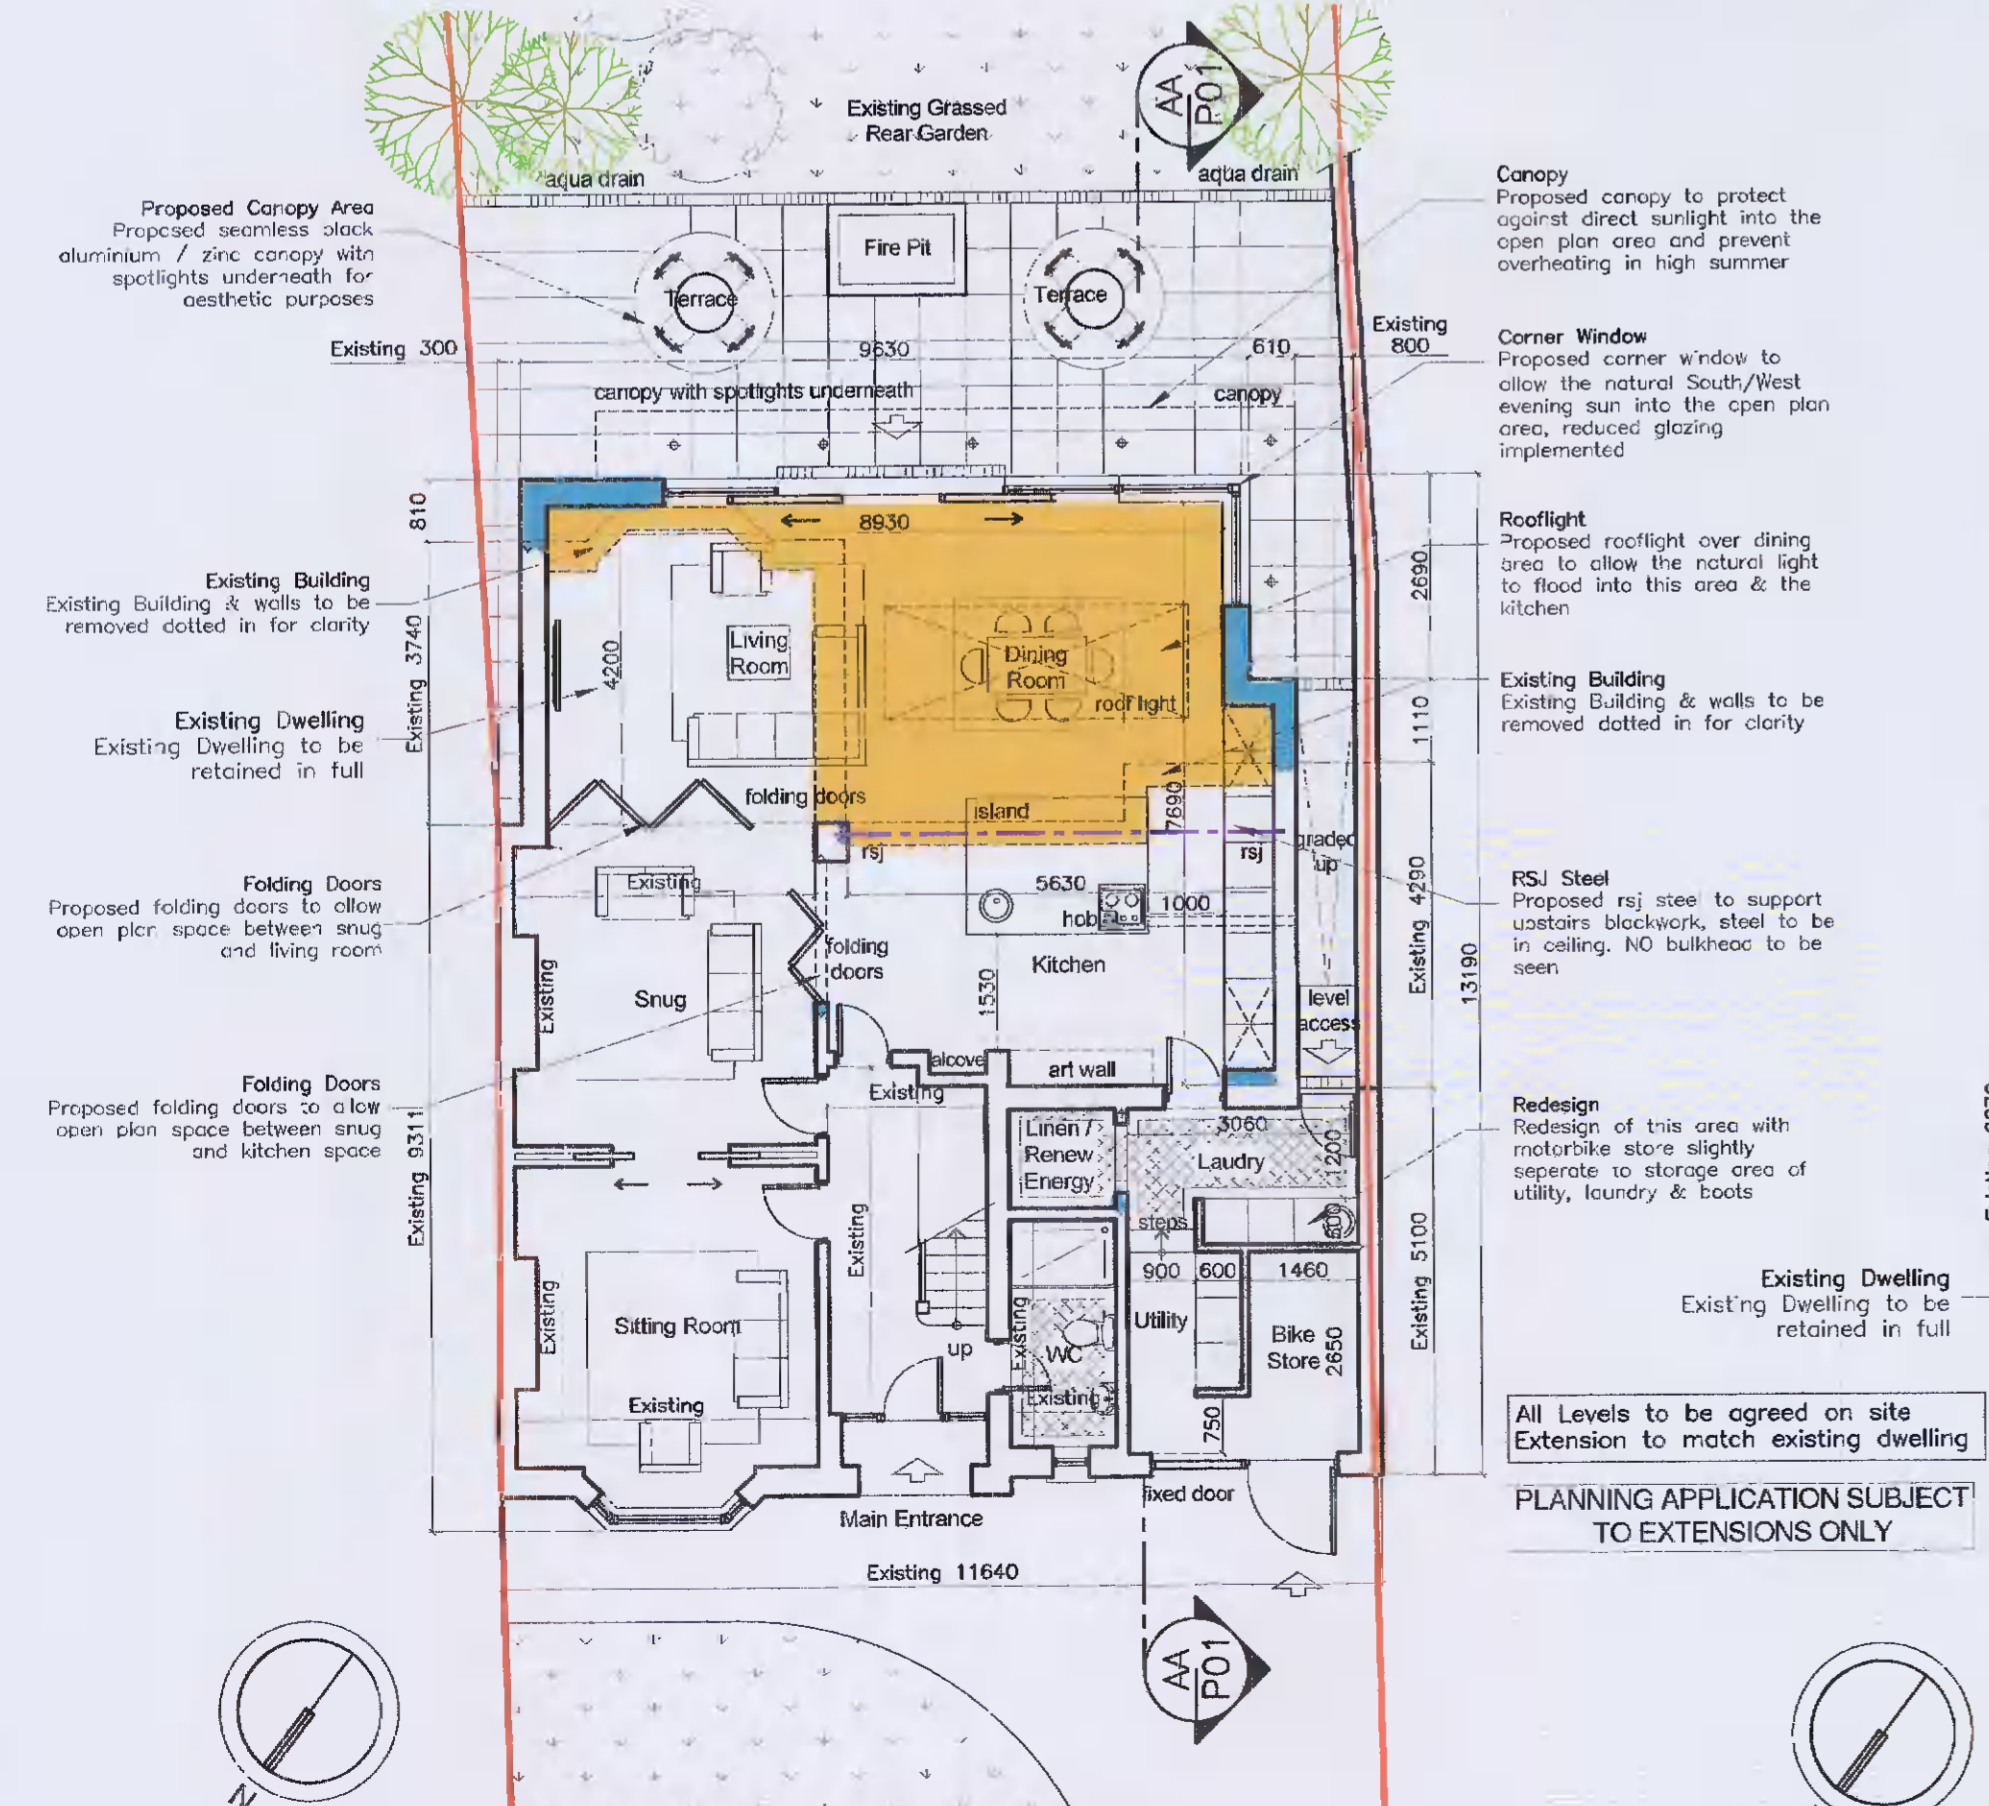 Existing Grassed
Rear Garden
AA
P01
aqua drain
aqua drain
Proposed Canopy Area
Proposed seamless black
aluminium / zinc canopy with
spotlights underneath for
aesthetic purposes
Canopy
Proposed canopy to protect
against direct sunlight into the
open plan area and prevent
overheating in high summer
Fire Pit
Terrace
Terrace
Existing 300
9630
610
Existing
800
canopy with spotlights underneath
canopy
Corner Window
Proposed corner window to
allow the natural South/West
evening sun into the open plan
area, reduced glazing
implemented
810
8930
2690
Rooflight
Proposed rooflight over dining
area to allow the natural light
to flood into this area & the
kitchen
Existing Building
Existing Building & walls to be
removed dotted in for clarity
Existing 3740
4200
Living
Room
Dining
Room
roof light
Existing Building
Existing Building & walls to be
removed dotted in for clarity
1110
Existing Dwelling
Existing Dwelling to be
retained in full
folding doors
island
7690
rsj
rsj
graded
up
Folding Doors
Proposed folding doors to allow
open plan space between snug
and living room
Existing
5630
hob
1000
Existing 4290
13190
RSJ Steel
Proposed rsj steel to support
upstairs blockwork, steel to be
in ceiling. NO bulkhead to be
seen
folding
doors
Kitchen
Existing
Snug
1530
level
access
alcove
art wall
Existing
Folding Doors
Proposed folding doors to allow
open plan space between snug
and kitchen space
Existing 9311
Linen /
Renew
Energy
3060
Laudry
1200
Redesign
Redesign of this area with
motorbike store slightly
seperate to storage area of
utility, laundry & boots
Existing
steps
600
Existing 5100
900
600
1460
Existing
Sitting Room
Existing
up
Existing
WC
Existing
Utility
Bike
Store
2650
750
Existing Dwelling
Existing Dwelling to be
retained in full
All Levels to be agreed on site
Extension to match existing dwelling
Main Entrance
fixed door
PLANNING APPLICATION SUBJECT
TO EXTENSIONS ONLY
Existing 11640
AA
P01
N